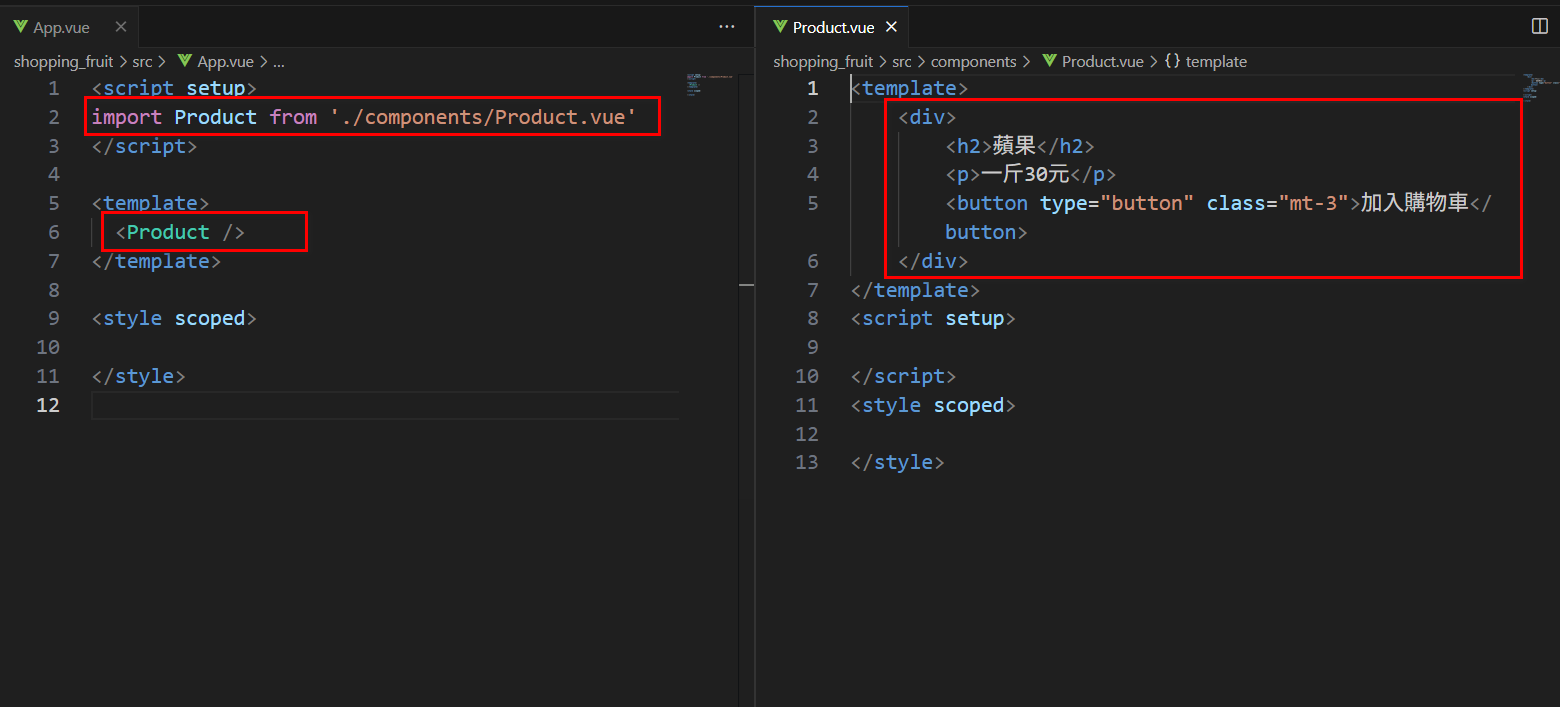 App.vue
shopping_fruit > src > App.vue > ...
1 <script setup>
2 import Product from './components/Product.vue'
3 </script>
4
5 <template>
6 <Product />
7 </template>
8
9 <style scoped>
10
11 </style>
12
Product.vue
shopping_fruit > src > components > Product.vue > {} template
1 <template>
2 <div>
3 <h2>蘋果</h2>
4 <p>一斤30元</p>
5 <button type="button" class="mt-3">加入購物車</
button>
6 </div>
7 </template>
8 <script setup>
9
10 </script>
11 <style scoped>
12
13 </style>